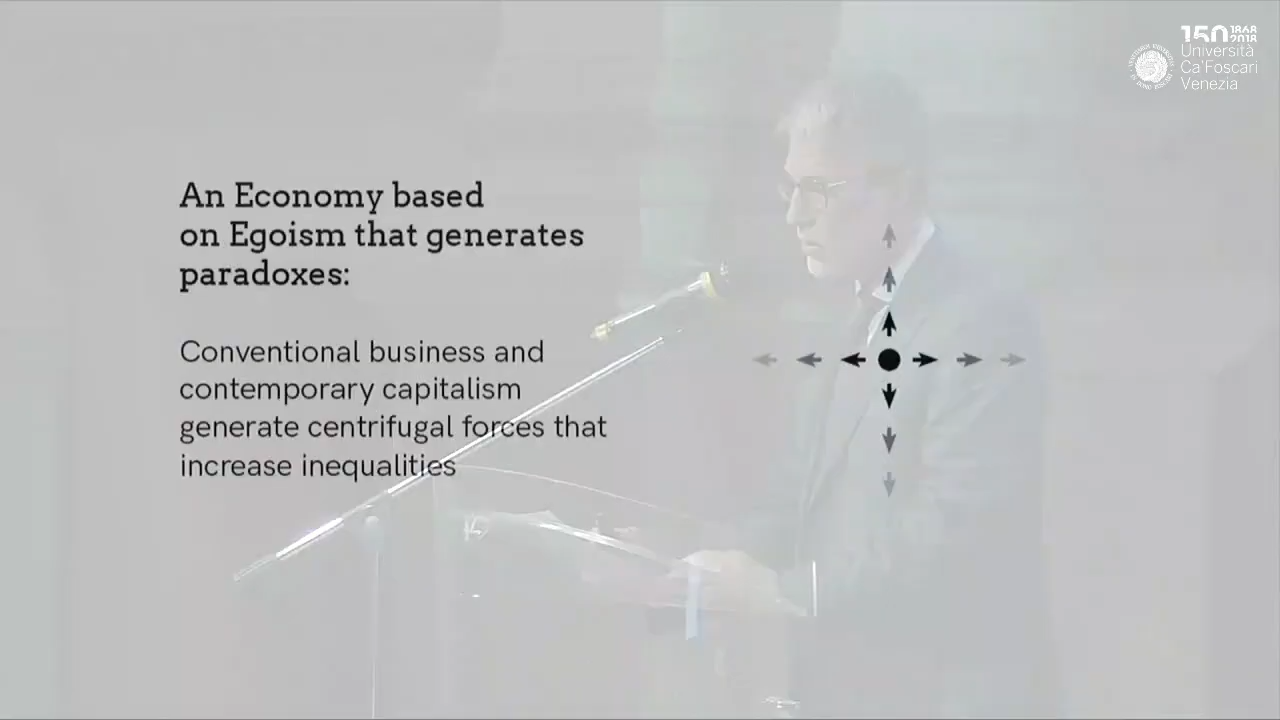 150 1868
2018
Università
Ca'Foscari
Venezia
An Economy based
on Egoism that generates
paradoxes:
Conventional business and
contemporary capitalism
generate centrifugal forces that
increase inequalities